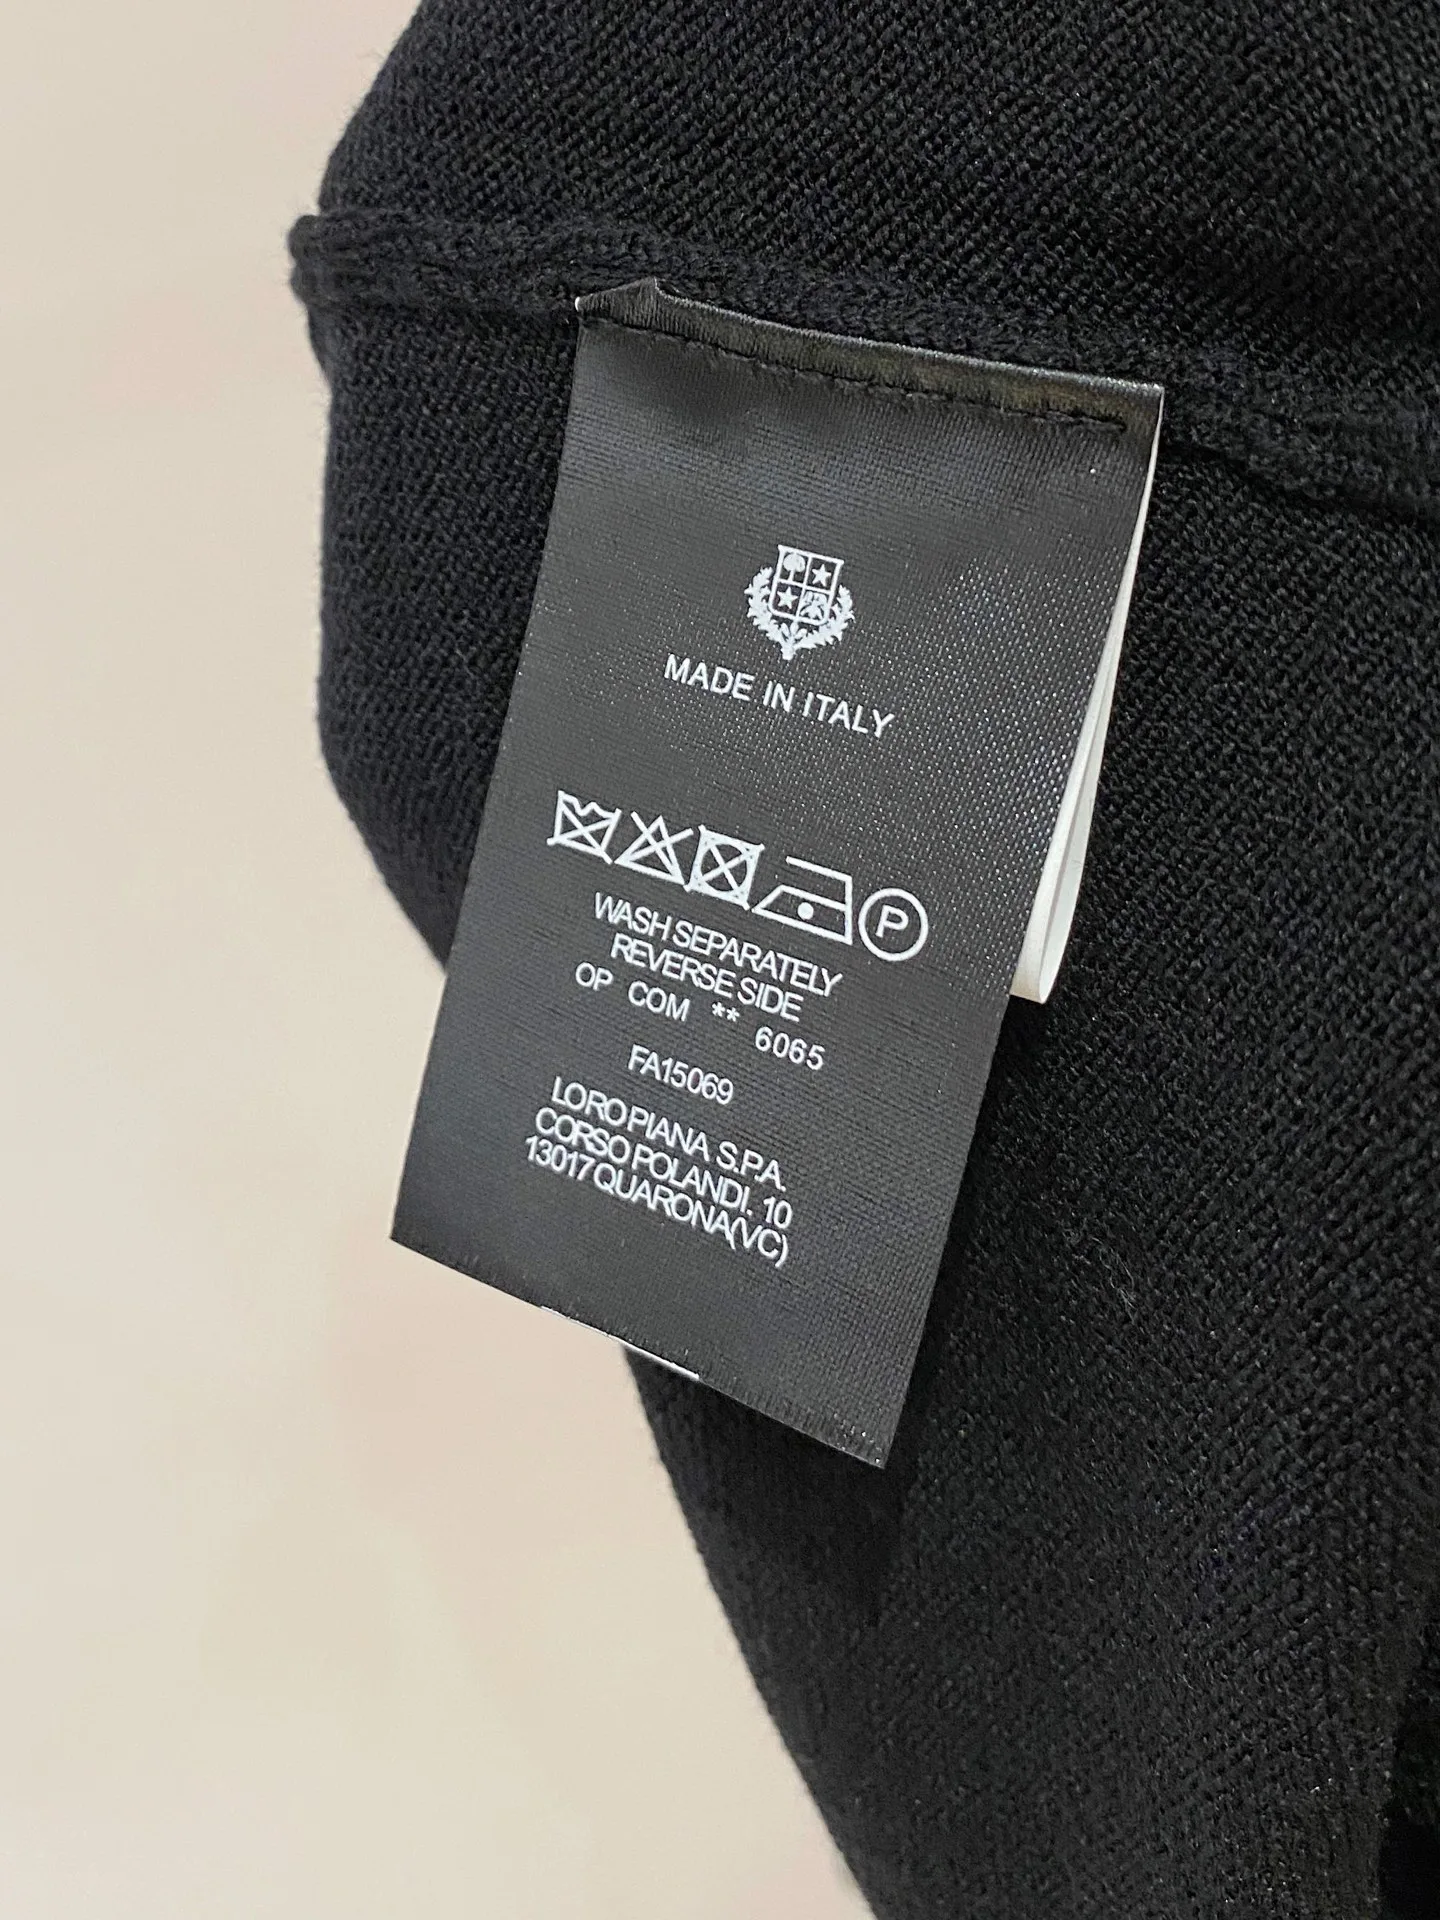 MADE IN ITALY
P
WASH SEPARATELY
REVERSE SIDE
OP COM ** 6065
FA15069
LORO PIANA S.P.A.
CORSO POLANDI. 10
13017 QUARONA(VC)